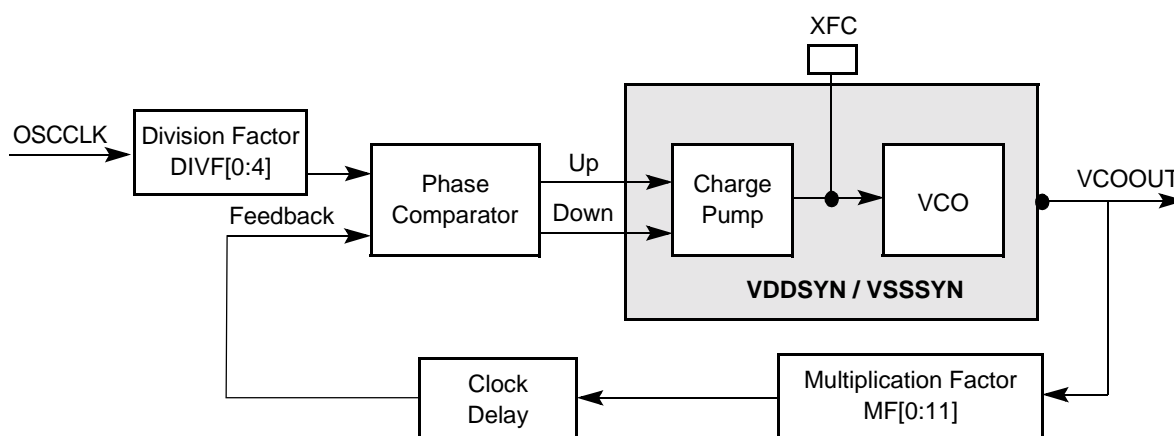 XFC
OSCCLK
Division Factor
DIVF[0:4]
Phase
Comparator
Up
Down
Charge
Pump
VCO
VCOOUT
Feedback
VDDSYN / VSSSYN
Clock
Delay
Multiplication Factor
MF[0:11]